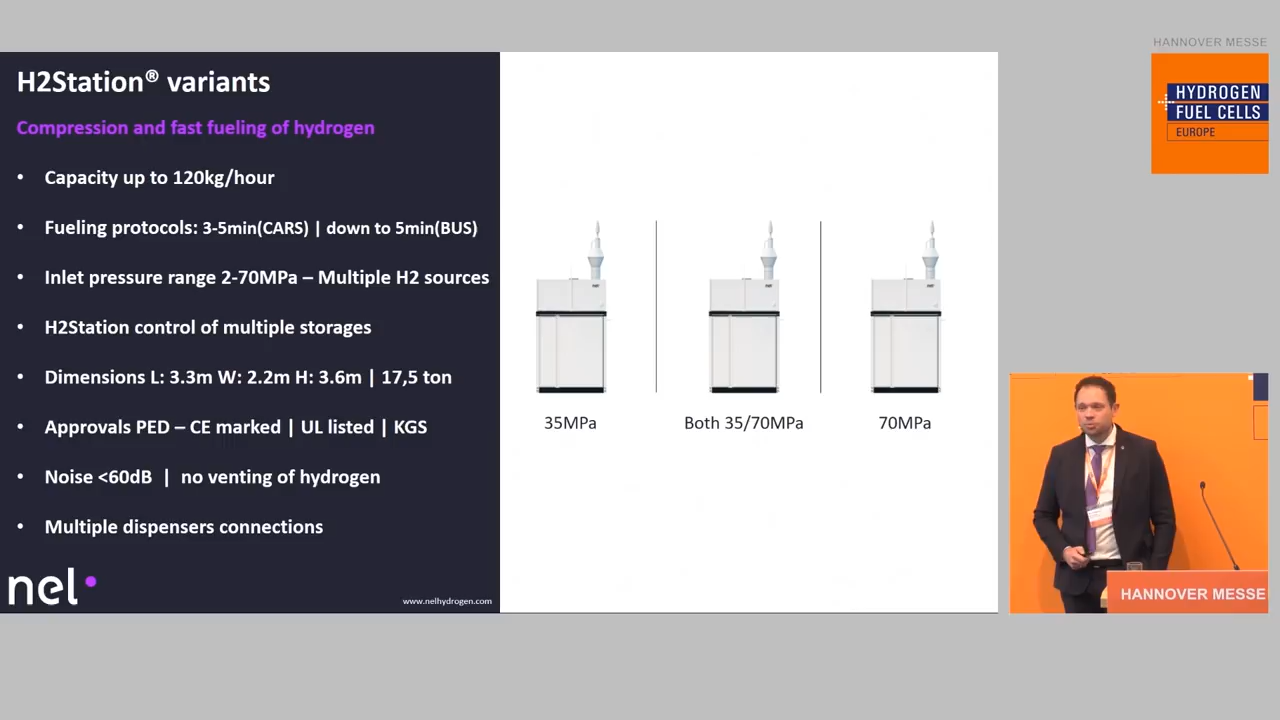 HANNOVER MESSE
HYDROGEN
FUEL CELLS
EUROPE
H2Station® variants
Compression and fast fueling of hydrogen
• Capacity up to 120kg/hour
• Fueling protocols: 3-5min(CARS) | down to 5min(BUS)
• Inlet pressure range 2-70MPa – Multiple H2 sources
• H2Station control of multiple storages
• Dimensions L: 3.3m W: 2.2m H: 3.6m | 17,5 ton
• Approvals PED – CE marked | UL listed | KGS
• Noise <60dB | no venting of hydrogen
• Multiple dispensers connections
nel
www.nelhydrogen.com
35MPa
Both 35/70MPa
70MPa
HANNOVER MESSE